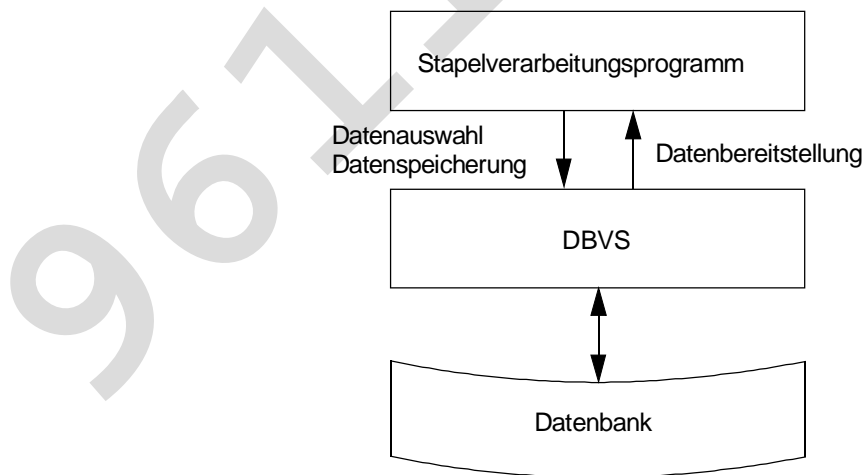 Stapelverarbeitungsprogramm
Datenauswahl
Datenspeicherung
Datenbereitstellung
DBVS
Datenbank